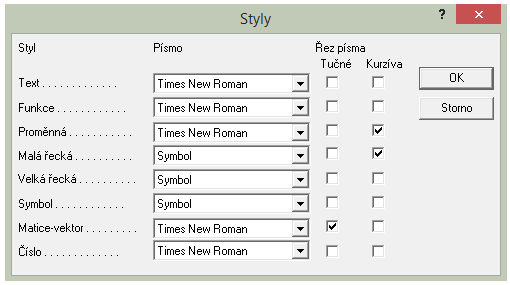 Styly
? ×
Styl Písmo Řez písma
Tučné Kurzíva
Text . . . . . . . . . . . . . Times New Roman
OK
Funkce . . . . . . . . . . . . Times New Roman
Storno
Proměnná . . . . . . . . . . Times New Roman
Malá řecká . . . . . . . . . . Symbol
Velká řecká . . . . . . . . . . Symbol
Symbol . . . . . . . . . . . . Symbol
Matice-vektor . . . . . . . . . Times New Roman
Číslo . . . . . . . . . . . . . Times New Roman